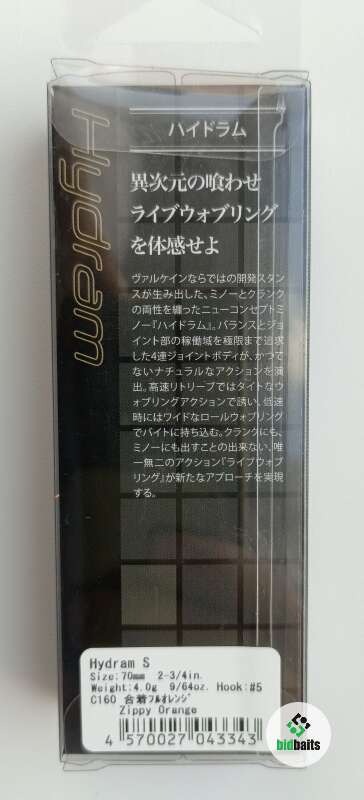 Hydram
ハイドラム
異次元の喰わせ
ライブウォブリング
を体感せよ
ヴァルケインならではの開発スタン
スが生み出した、ミノーとクランク
の両性を纏ったニューコンセプトミ
ノー『ハイドラム』。バランスとジョ
イント部の稼働域を極限まで追求
した4連ジョイントボディが、かつて
ないナチュラルなアクションを演
出。高速リトリーブではタイトなウ
ォブリングアクションで誘い、低速
時にはワイドなロールウォブリング
でバイトに持ち込む。クランクにも、
ミノーにも出すことの出来ない、唯
一無二のアクション『ライブウォブ
リング』が新たなアプローチを実現
する。
Hydram S
Size:70mm 2-3/4in.
Weight:4.0g 9/64oz. Hook:#5
C160 合着ﾌﾙｵﾚﾝｼﾞ
Zippy Orange
4 570027 043343
bidbaits